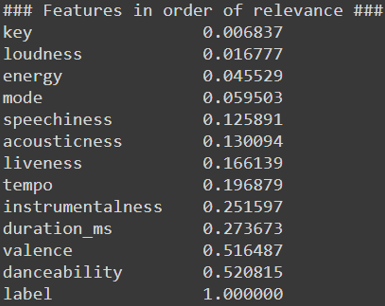 ### Features in order of relevance ###
key 0.006837
loudness 0.016777
energy 0.045529
mode 0.059503
speechiness 0.125891
acousticness 0.130094
liveness 0.166139
tempo 0.196879
instrumentalness 0.251597
duration_ms 0.273673
valence 0.516487
danceability 0.520815
label 1.000000